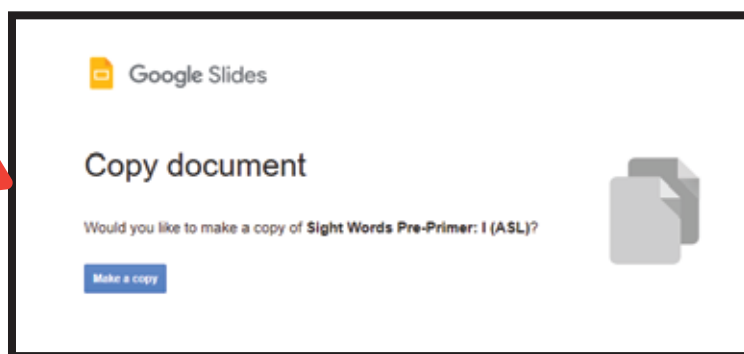 Google Slides
Copy document
Would you like to make a copy of Sight Words Pre-Primer: I (ASL)?
Make a copy